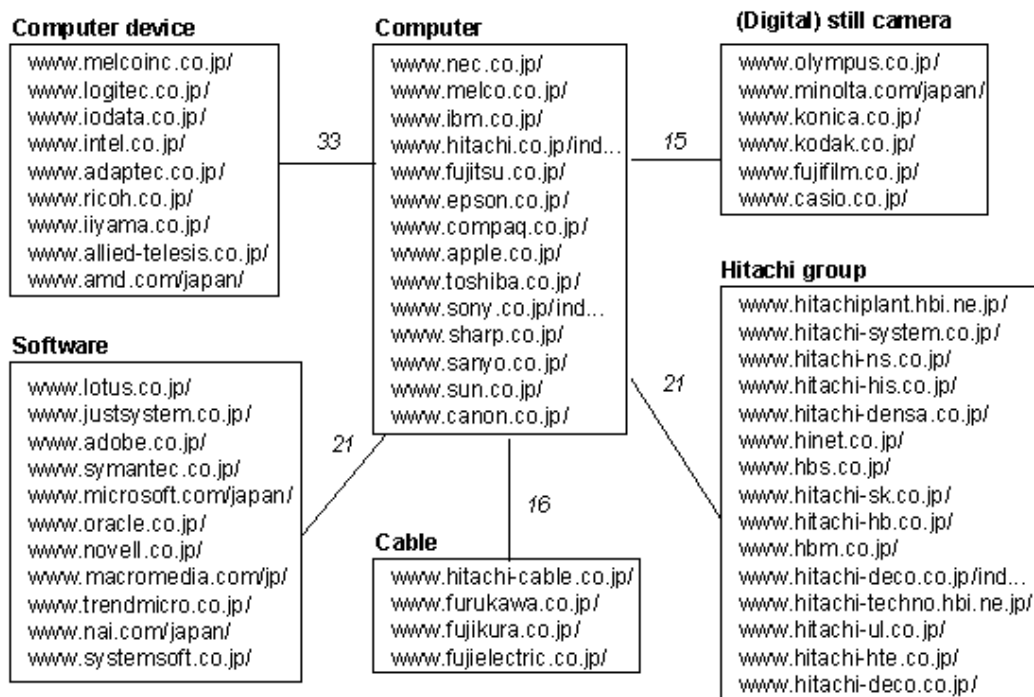 Computer device
www.melcoinc.co.jp/
www.logitec.co.jp/
www.iodata.co.jp/
www.intel.co.jp/
www.adaptec.co.jp/
www.ricoh.co.jp/
www.iiyama.co.jp/
www.allied-telesis.co.jp/
www.amd.com/japan/
33
Computer
www.nec.co.jp/
www.melco.co.jp/
www.ibm.co.jp/
www.hitachi.co.jp/ind...
www.fujitsu.co.jp/
www.epson.co.jp/
www.compaq.co.jp/
www.apple.co.jp/
www.toshiba.co.jp/
www.sony.co.jp/ind...
www.sharp.co.jp/
www.sanyo.co.jp/
www.sun.co.jp/
www.canon.co.jp/
15
(Digital) still camera
www.olympus.co.jp/
www.minolta.com/japan/
www.konica.co.jp/
www.kodak.co.jp/
www.fujifilm.co.jp/
www.casio.co.jp/
Software
www.lotus.co.jp/
www.justsystem.co.jp/
www.adobe.co.jp/
www.symantec.co.jp/
www.microsoft.com/japan/
www.oracle.co.jp/
www.novell.co.jp/
www.macromedia.com/jp/
www.trendmicro.co.jp/
www.nai.com/japan/
www.systemsoft.co.jp/
21
16
Cable
www.hitachi-cable.co.jp/
www.furukawa.co.jp/
www.fujikura.co.jp/
www.fujielectric.co.jp/
21
Hitachi group
www.hitachiplant.hbi.ne.jp/
www.hitachi-system.co.jp/
www.hitachi-ns.co.jp/
www.hitachi-his.co.jp/
www.hitachi-densa.co.jp/
www.hinet.co.jp/
www.hbs.co.jp/
www.hitachi-sk.co.jp/
www.hitachi-hb.co.jp/
www.hbm.co.jp/
www.hitachi-deco.co.jp/ind...
www.hitachi-techno.hbi.ne.jp/
www.hitachi-ul.co.jp/
www.hitachi-hte.co.jp/
www.hitachi-deco.co.jp/